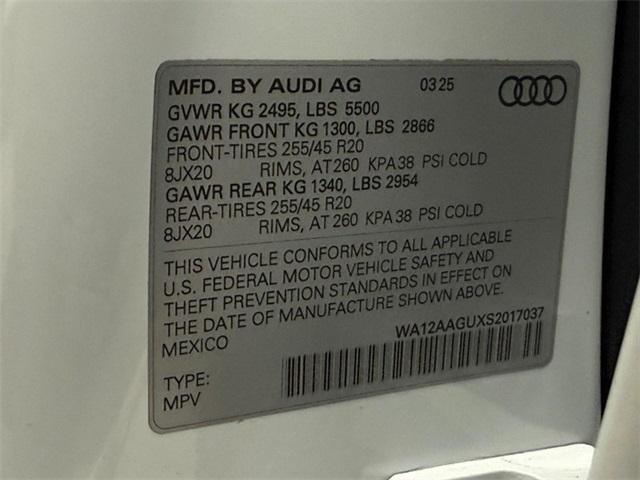 MFD. BY AUDI AG 03 25
GVWR KG 2495, LBS 5500
GAWR FRONT KG 1300, LBS 2866
FRONT-TIRES 255/45 R20
8JX20 RIMS, AT 260 KPA 38 PSI COLD
GAWR REAR KG 1340, LBS 2954
REAR-TIRES 255/45 R20
8JX20 RIMS, AT 260 KPA 38 PSI COLD
THIS VEHICLE CONFORMS TO ALL APPLICABLE
U.S. FEDERAL MOTOR VEHICLE SAFETY AND
THEFT PREVENTION STANDARDS IN EFFECT ON
THE DATE OF MANUFACTURE SHOWN ABOVE.
MEXICO WA12AAGUXS2017037
TYPE:
MPV